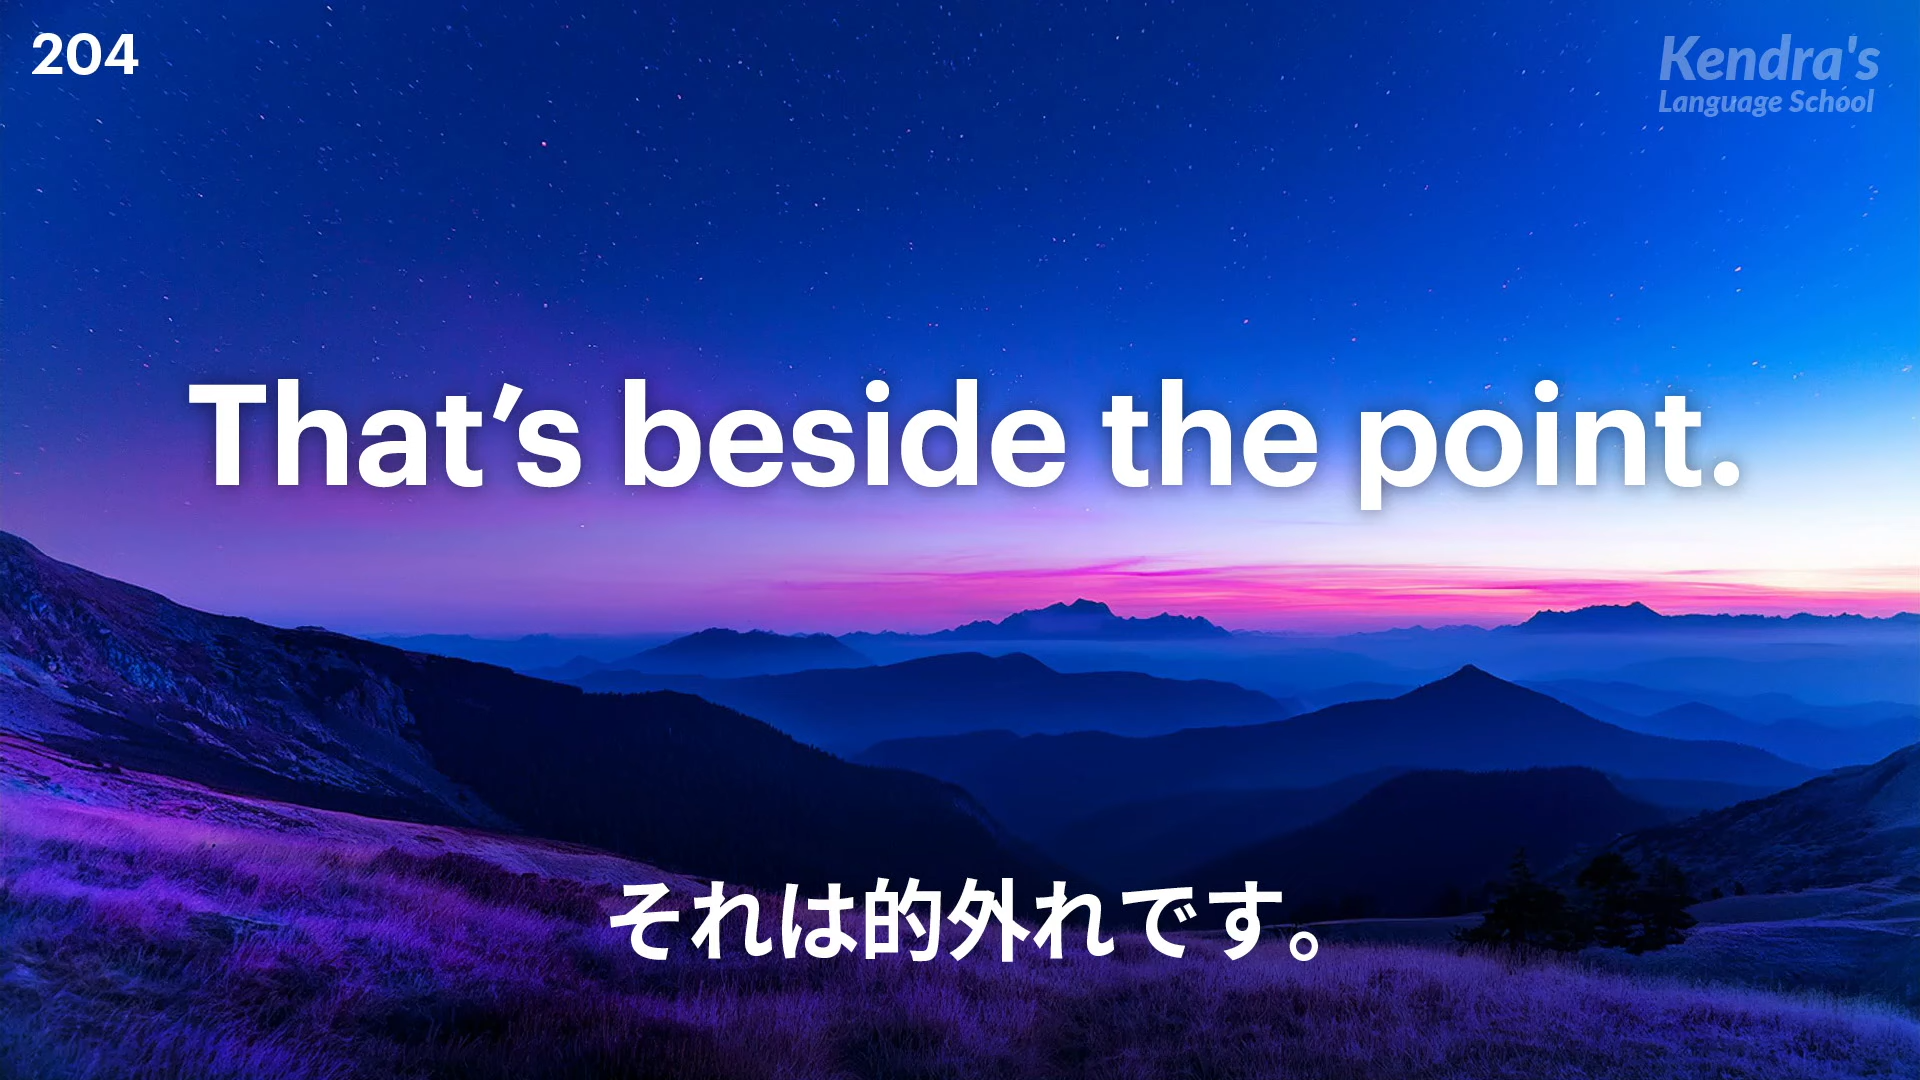 204
Kendra's
Language School
That’s beside the point.
それは的外れです。